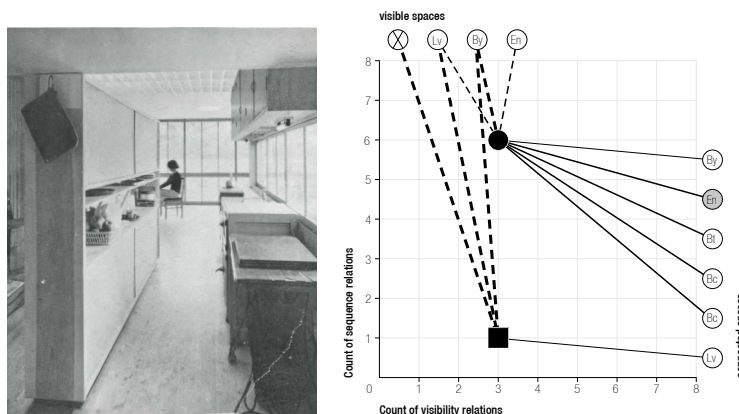 visible spaces
Lv By En
8
7
6
5
4
3
2
1
0 1 2 3 4 5 6 7 8
By
En
Bt
Bc
Bc
Lv
Count of sequence relations
Count of visibility relations